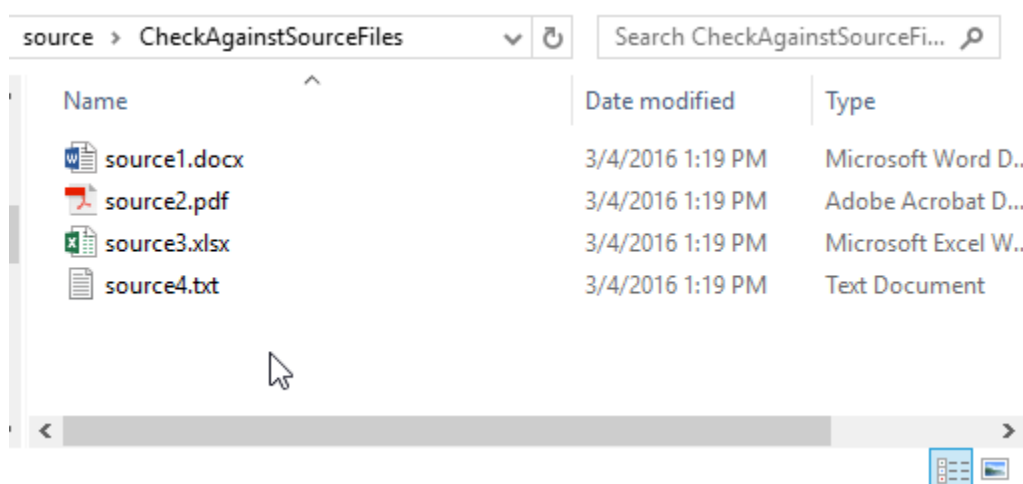 source > CheckAgainstSourceFiles Search CheckAgainstSourceFi...
Name Date modified Type
source1.docx 3/4/2016 1:19 PM Microsoft Word D...
source2.pdf 3/4/2016 1:19 PM Adobe Acrobat D...
source3.xlsx 3/4/2016 1:19 PM Microsoft Excel W...
source4.txt 3/4/2016 1:19 PM Text Document